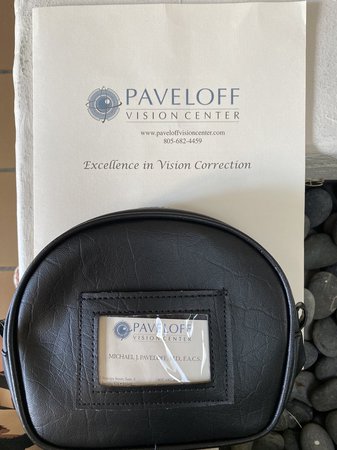 PAVELOFF
VISION CENTER
www.paveloffvisioncenter.com
805-682-4459
Excellence in Vision Correction
PAVELOFF
VISION CENTER
MICHAEL J. PAVELOFF, M.D., F.A.C.S.